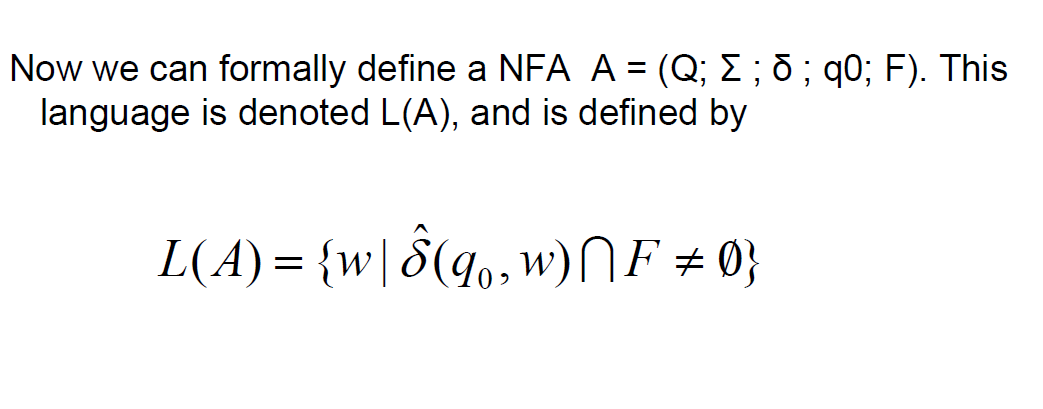 Now we can formally define a NFA A = (Q; Σ ; δ ; q0; F). This
language is denoted L(A), and is defined by
L(A) = {w | δ̂(q₀, w) ⋂ F ≠ ∅}